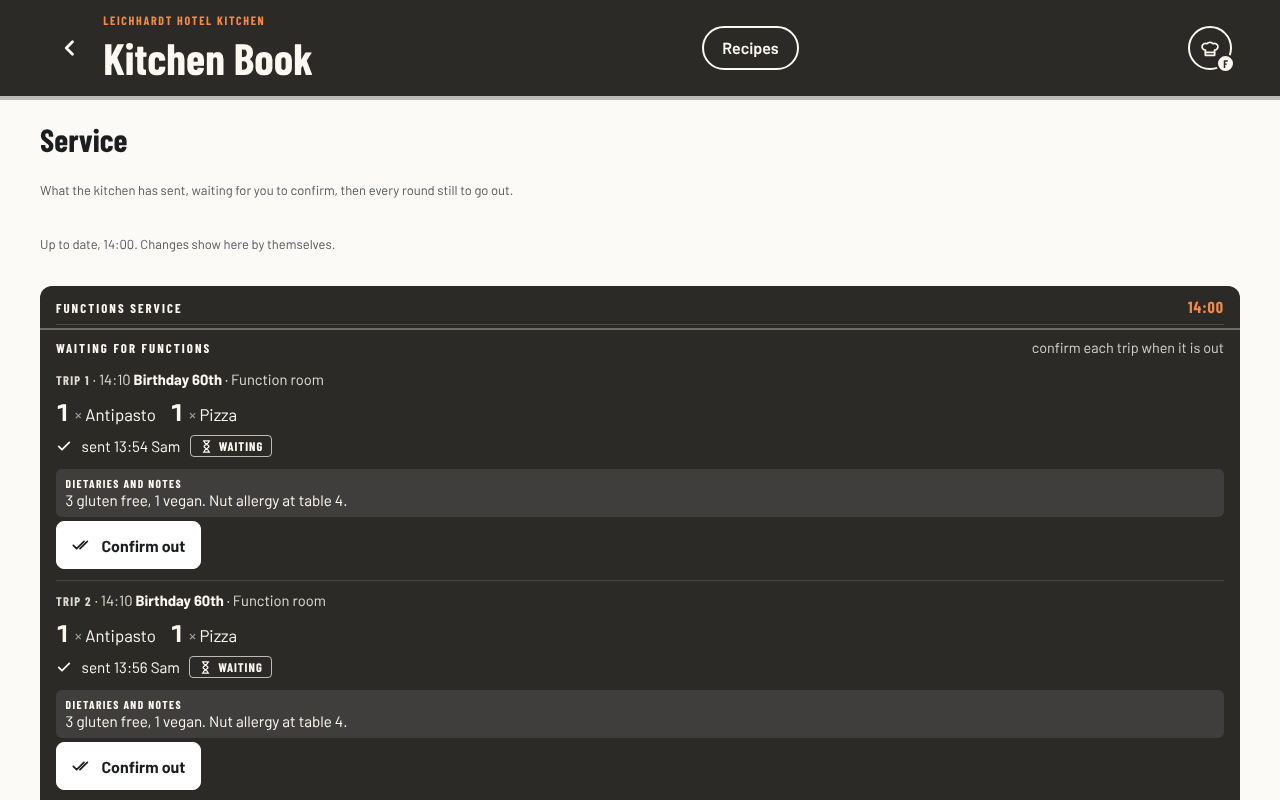 LEICHHARDT HOTEL KITCHEN
Kitchen Book
Recipes
F
Service
What the kitchen has sent, waiting for you to confirm, then every round still to go out.
Up to date, 14:00. Changes show here by themselves.
FUNCTIONS SERVICE 14:00
WAITING FOR FUNCTIONS confirm each trip when it is out
TRIP 1 · 14:10 Birthday 60th · Function room
1 × Antipasto 1 × Pizza
sent 13:54 Sam WAITING
DIETARIES AND NOTES
3 gluten free, 1 vegan. Nut allergy at table 4.
Confirm out
TRIP 2 · 14:10 Birthday 60th · Function room
1 × Antipasto 1 × Pizza
sent 13:56 Sam WAITING
DIETARIES AND NOTES
3 gluten free, 1 vegan. Nut allergy at table 4.
Confirm out